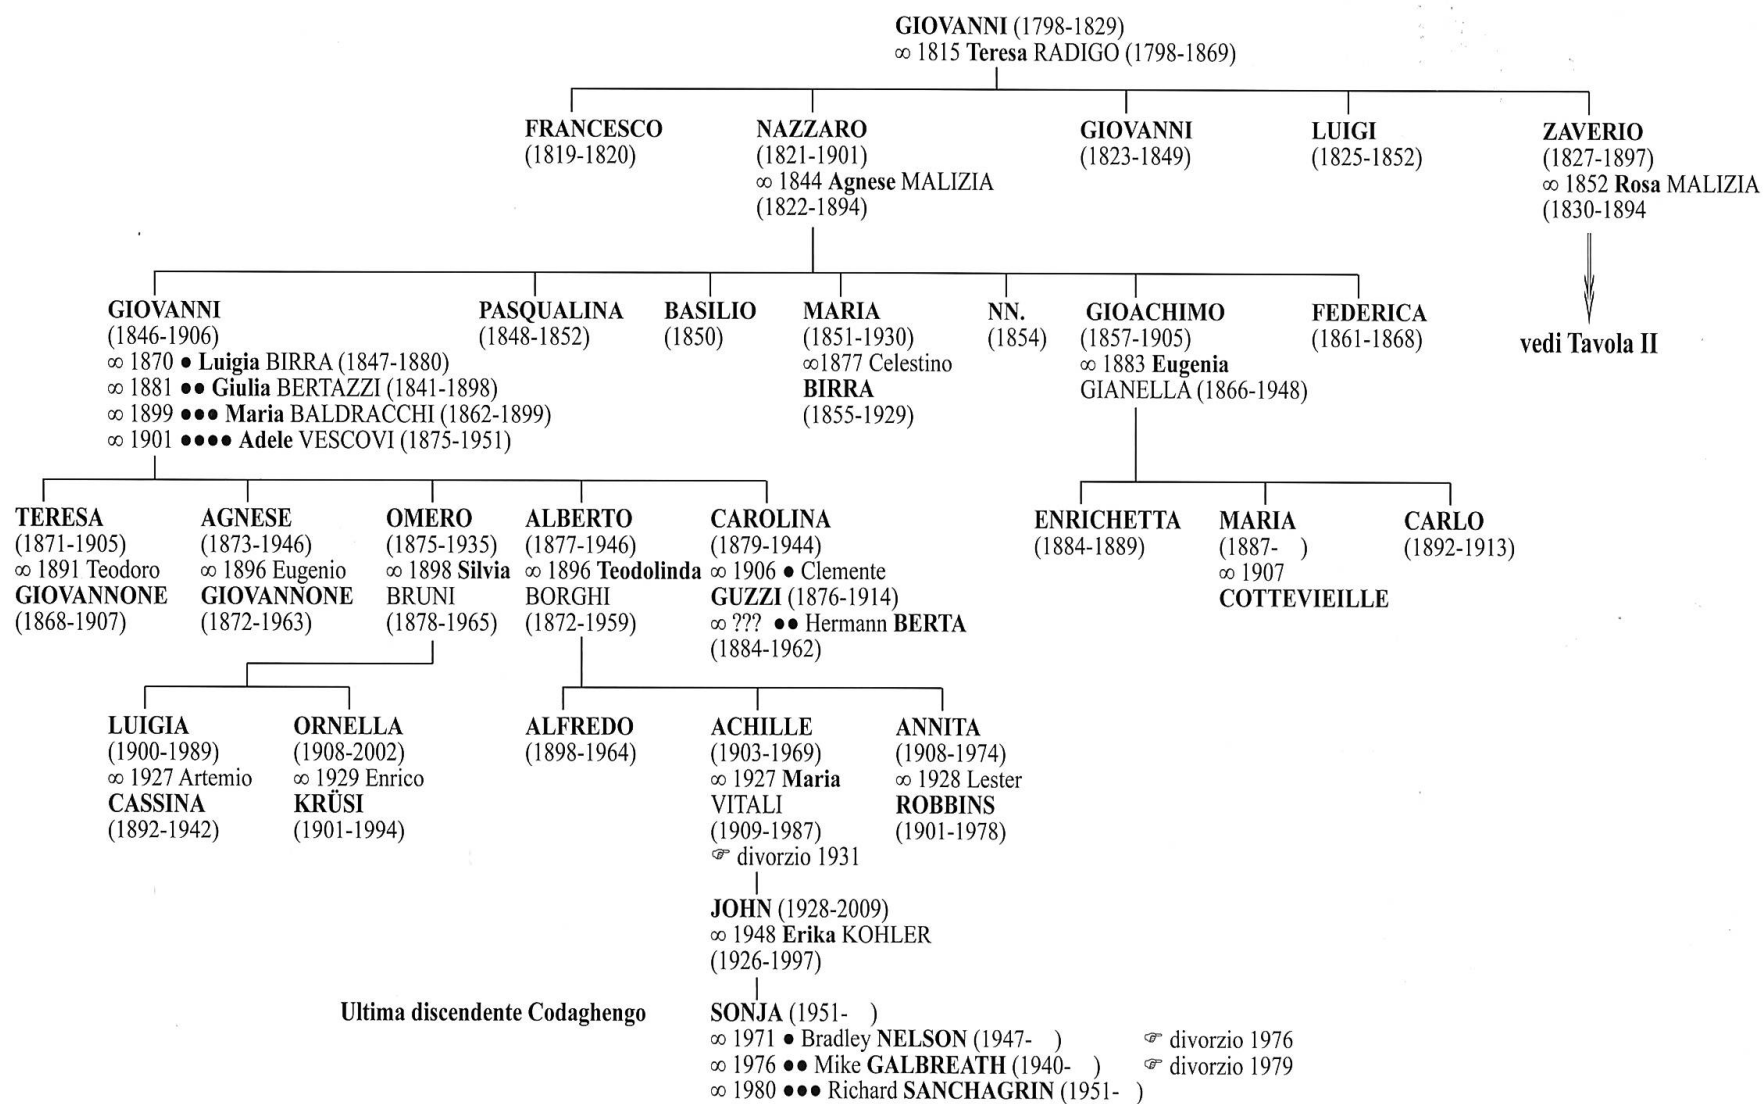 GIOVANNI (1798-1829)
∞ 1815 Teresa RADIGO (1798-1869)
FRANCESCO
(1819-1820)
NAZZARO
(1821-1901)
∞ 1844 Agnese MALIZIA
(1822-1894)
GIOVANNI
(1823-1849)
LUIGI
(1825-1852)
ZAVERIO
(1827-1897)
∞ 1852 Rosa MALIZIA
(1830-1894
vedi Tavola II
GIOVANNI
(1846-1906)
∞ 1870 • Luigia BIRRA (1847-1880)
∞ 1881 •• Giulia BERTAZZI (1841-1898)
∞ 1899 ••• Maria BALDRACCHI (1862-1899)
∞ 1901 •••• Adele VESCOVI (1875-1951)
PASQUALINA
(1848-1852)
BASILIO
(1850)
MARIA
(1851-1930)
∞1877 Celestino
BIRRA
(1855-1929)
NN.
(1854)
GIOACHIMO
(1857-1905)
∞ 1883 Eugenia
GIANELLA (1866-1948)
FEDERICA
(1861-1868)
TERESA
(1871-1905)
∞ 1891 Teodoro
GIOVANNONE
(1868-1907)
AGNESE
(1873-1946)
∞ 1896 Eugenio
GIOVANNONE
(1872-1963)
OMERO
(1875-1935)
∞ 1898 Silvia
BRUNI
(1878-1965)
ALBERTO
(1877-1946)
∞ 1896 Teodolinda
BORGHI
(1872-1959)
CAROLINA
(1879-1944)
∞ 1906 • Clemente
GUZZI (1876-1914)
∞ ??? •• Hermann BERTA
(1884-1962)
ENRICHETTA
(1884-1889)
MARIA
(1887- )
∞ 1907
COTTEVIEILLE
CARLO
(1892-1913)
LUIGIA
(1900-1989)
∞ 1927 Artemio
CASSINA
(1892-1942)
ORNELLA
(1908-2002)
∞ 1929 Enrico
KRÜSI
(1901-1994)
ALFREDO
(1898-1964)
ACHILLE
(1903-1969)
∞ 1927 Maria
VITALI
(1909-1987)
☞ divorzio 1931
ANNITA
(1908-1974)
∞ 1928 Lester
ROBBINS
(1901-1978)
JOHN (1928-2009)
∞ 1948 Erika KOHLER
(1926-1997)
Ultima discendente Codaghengo
SONJA (1951- )
∞ 1971 • Bradley NELSON (1947- ) ☞ divorzio 1976
∞ 1976 •• Mike GALBREATH (1940- ) ☞ divorzio 1979
∞ 1980 ••• Richard SANCHAGRIN (1951- )